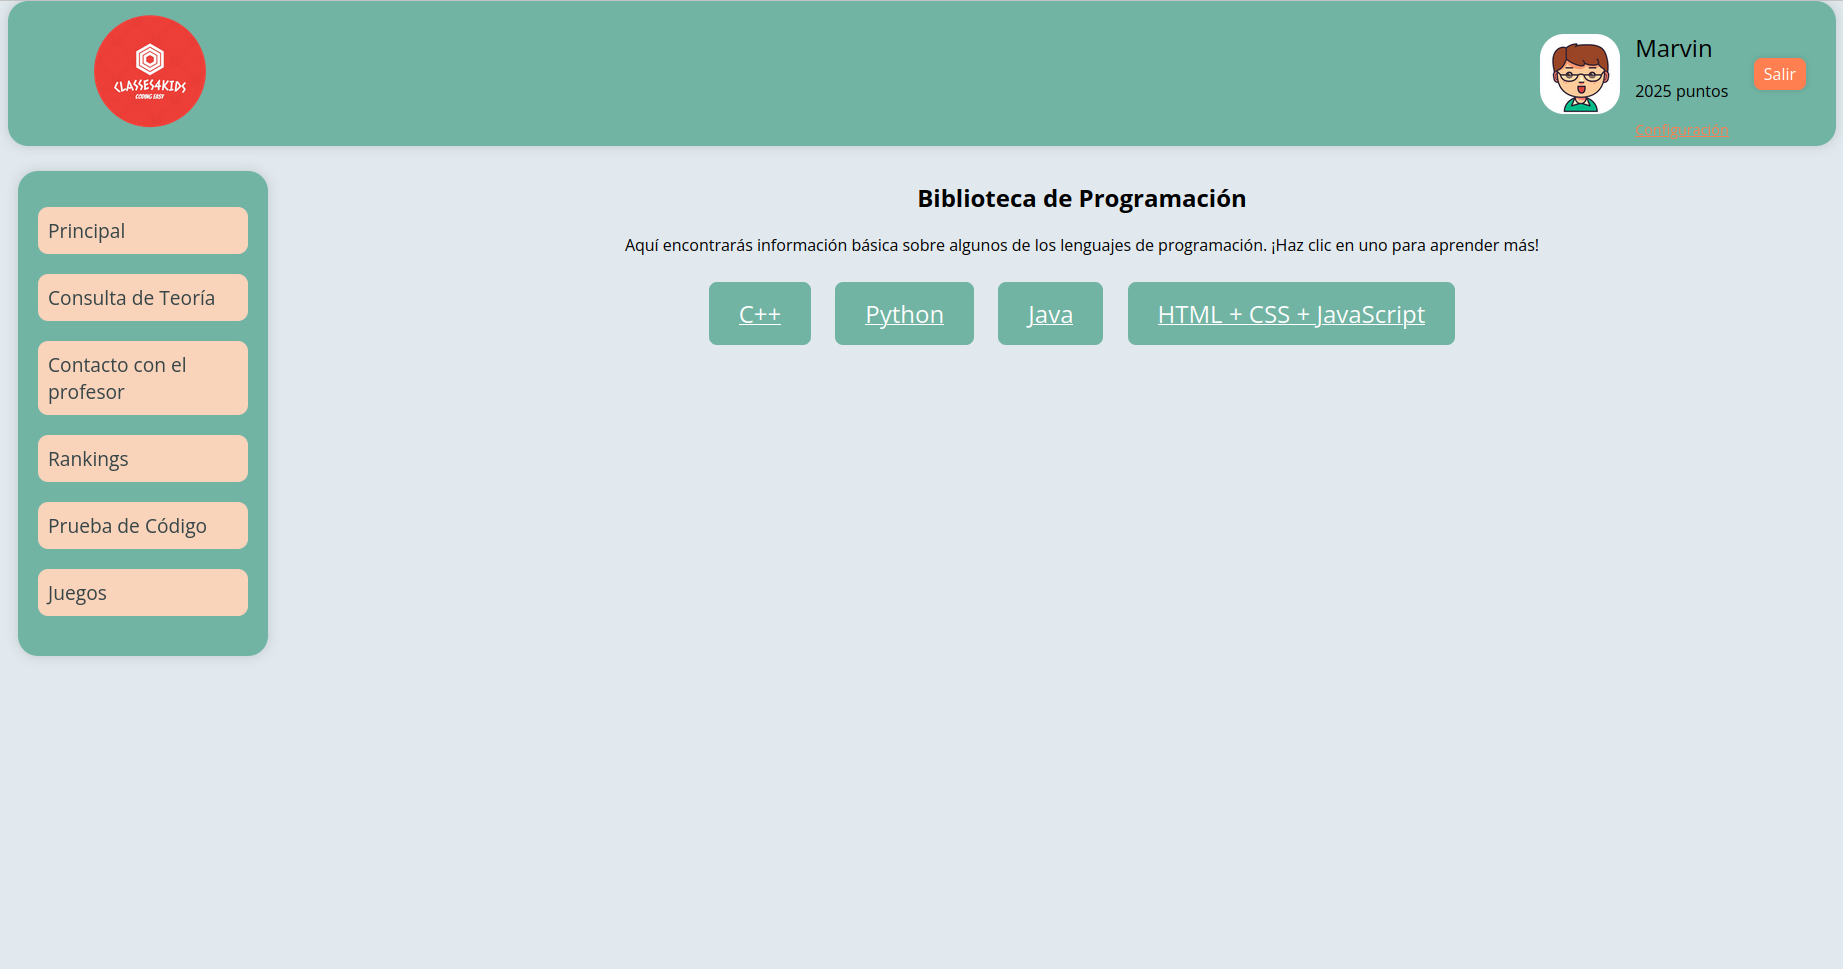 CLASSES4KIDS
CODING EASY
Marvin
2025 puntos
Configuración
Salir
Principal
Consulta de Teoría
Contacto con el
profesor
Rankings
Prueba de Código
Juegos
Biblioteca de Programación
Aquí encontrarás información básica sobre algunos de los lenguajes de programación. ¡Haz clic en uno para aprender más!
C++
Python
Java
HTML + CSS + JavaScript